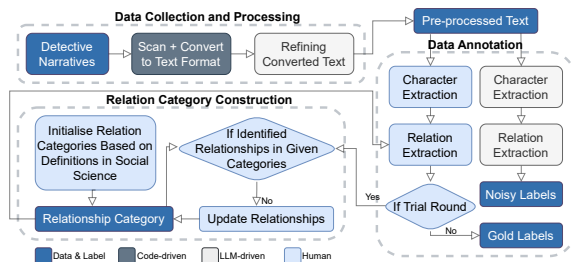 Data Collection and Processing
Detective
Narratives
Scan + Convert
to Text Format
Refining
Converted Text
Pre-processed Text
Data Annotation
Character
Extraction
Character
Extraction
Relation
Extraction
Relation
Extraction
If Trial Round
Yes
No
Noisy Labels
Gold Labels
Relation Category Construction
Initialise Relation
Categories Based on
Definitions in Social
Science
If Identified
Relationships in Given
Categories
No
Relationship Category
Update Relationships
Data & Label
Code-driven
LLM-driven
Human